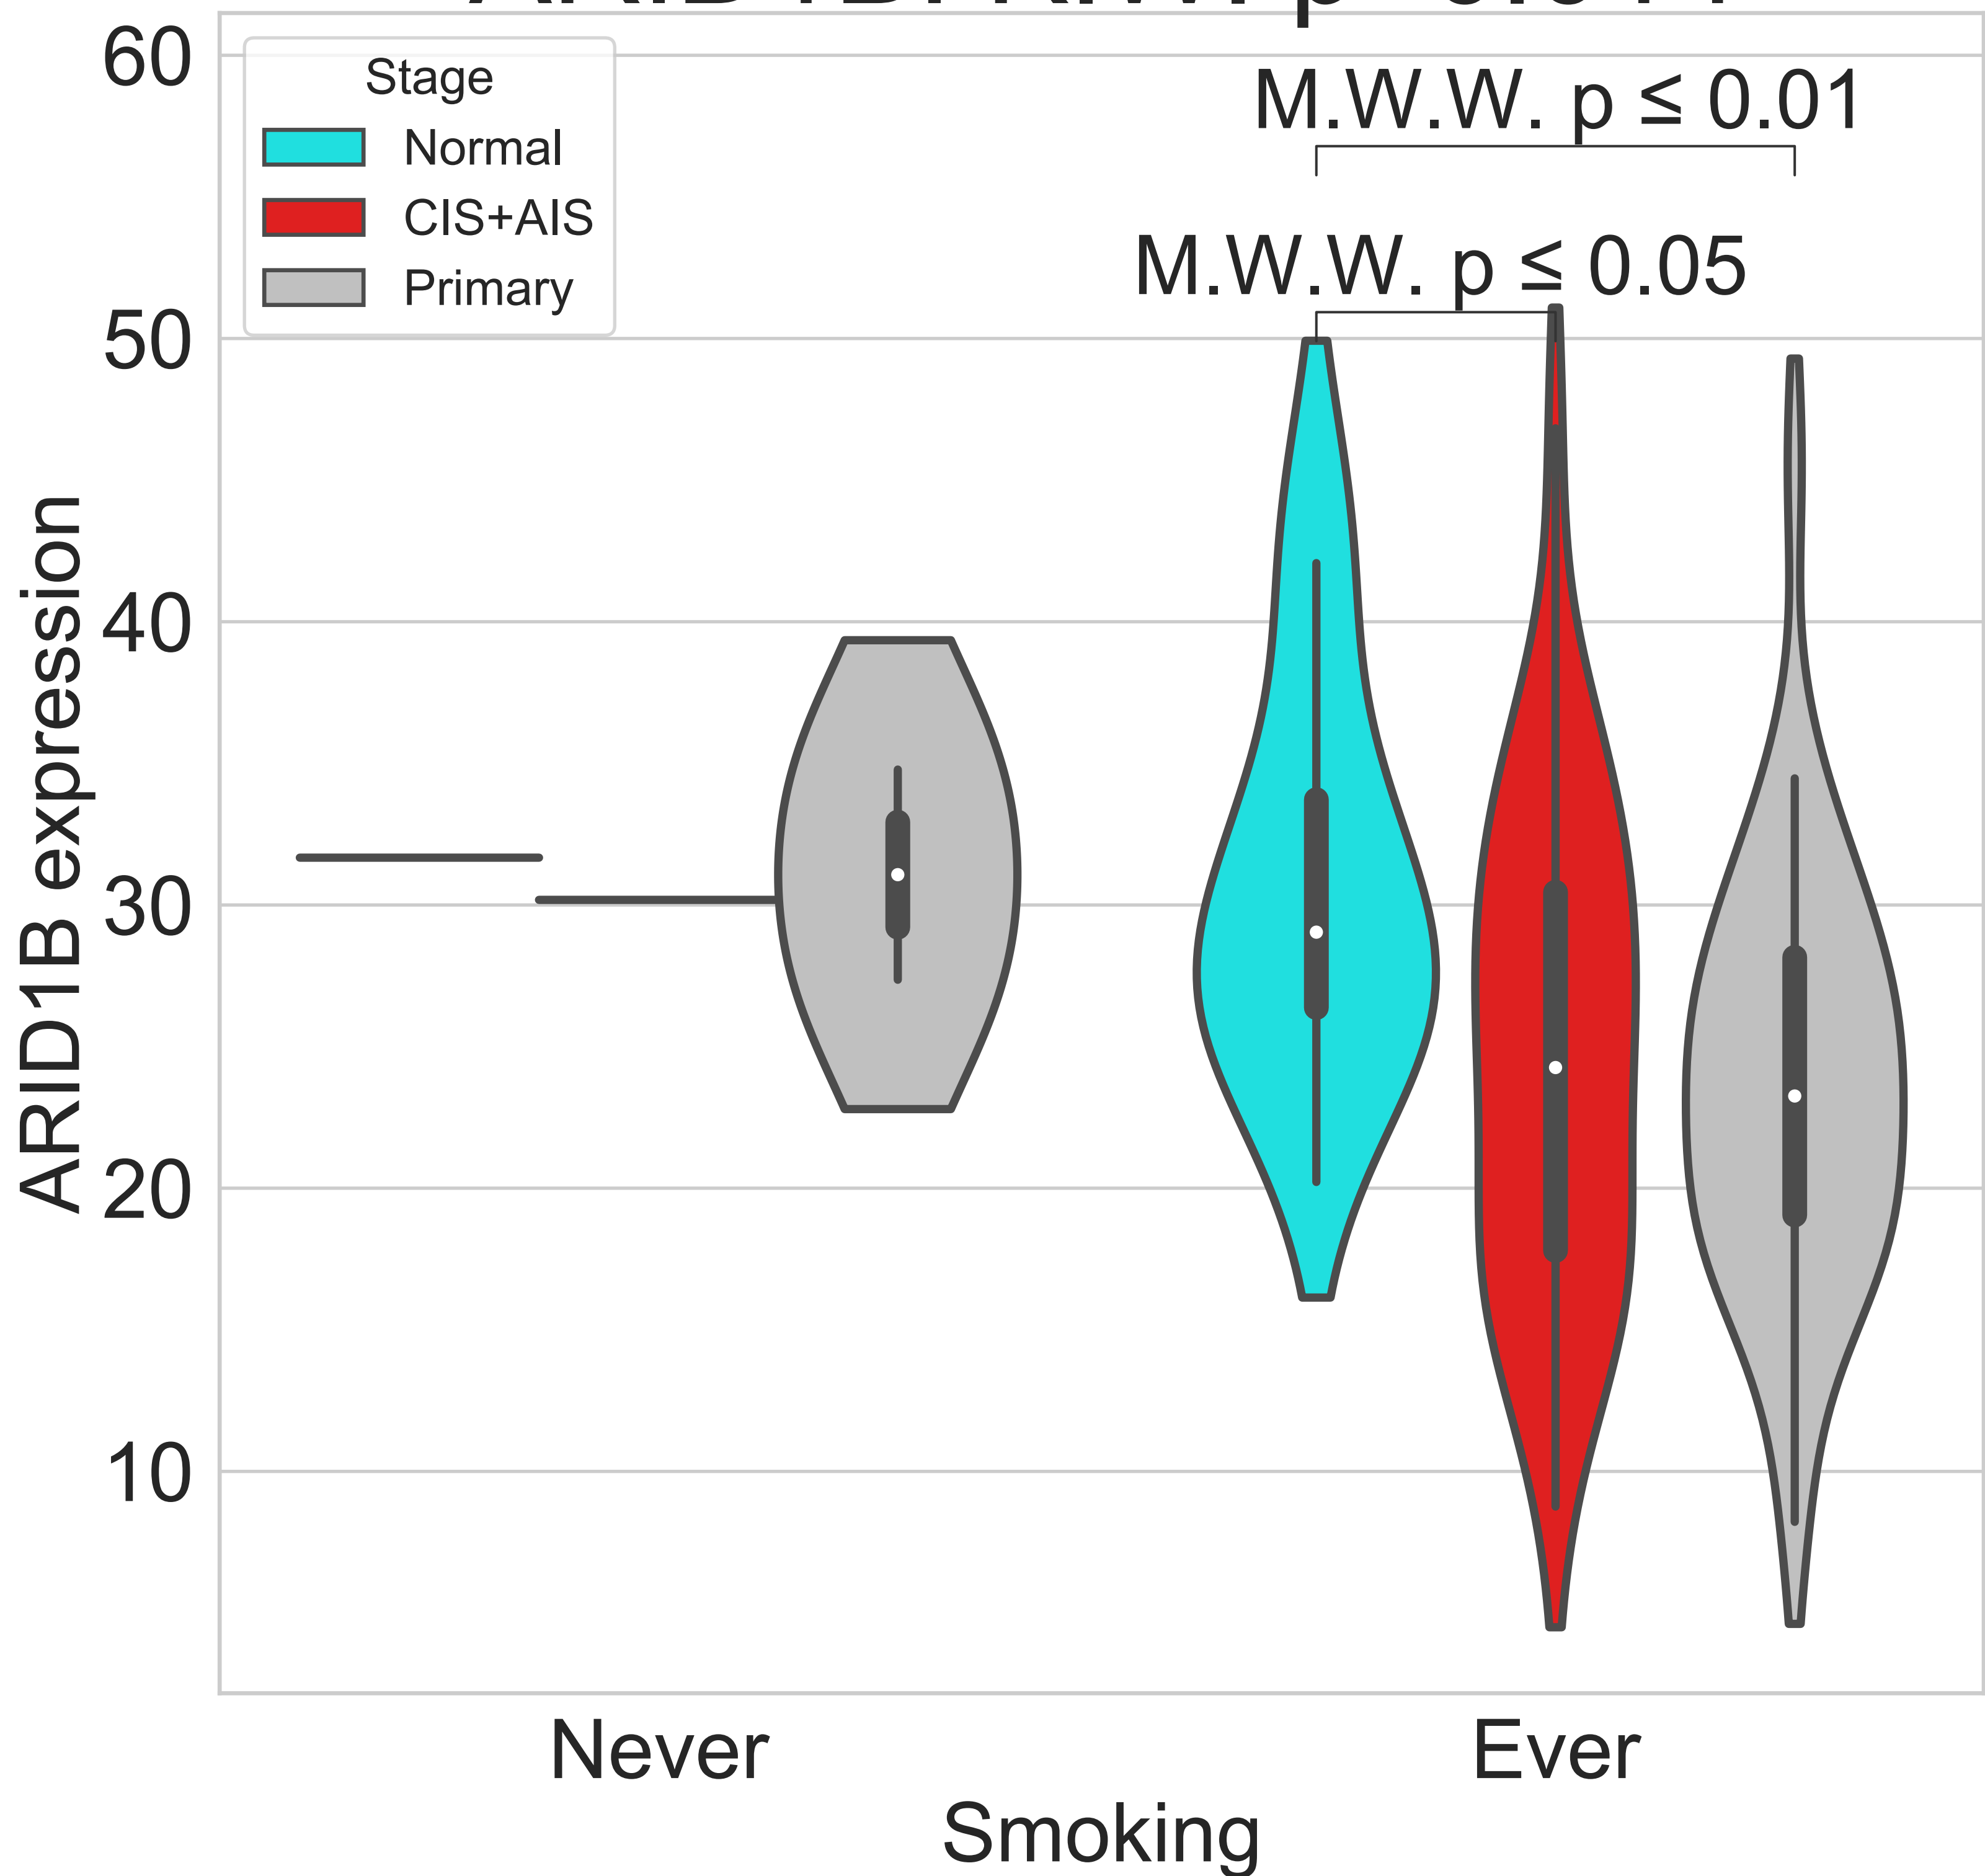 60
Stage
Normal
CIS+AIS
Primary
M.W.W. p ≤ 0.01
M.W.W. p ≤ 0.05
50
40
30
20
10
ARID1B expression
Never
Ever
Smoking